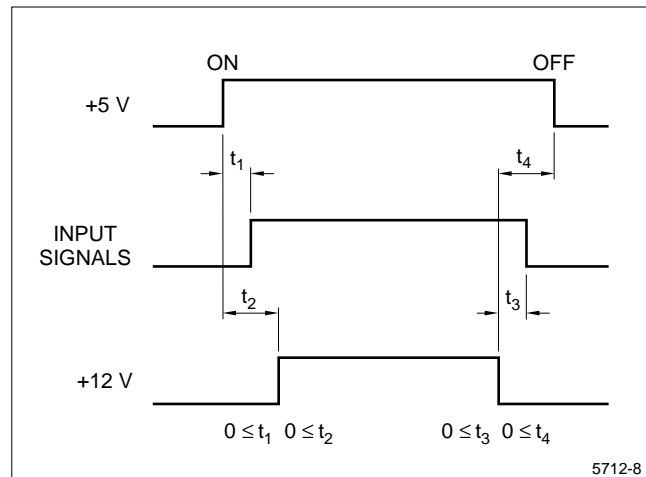 ON
OFF
+5 V
t1
t4
INPUT
SIGNALS
t2
t3
+12 V
0 ≤ t1 0 ≤ t2 0 ≤ t3 0 ≤ t4
5712-8